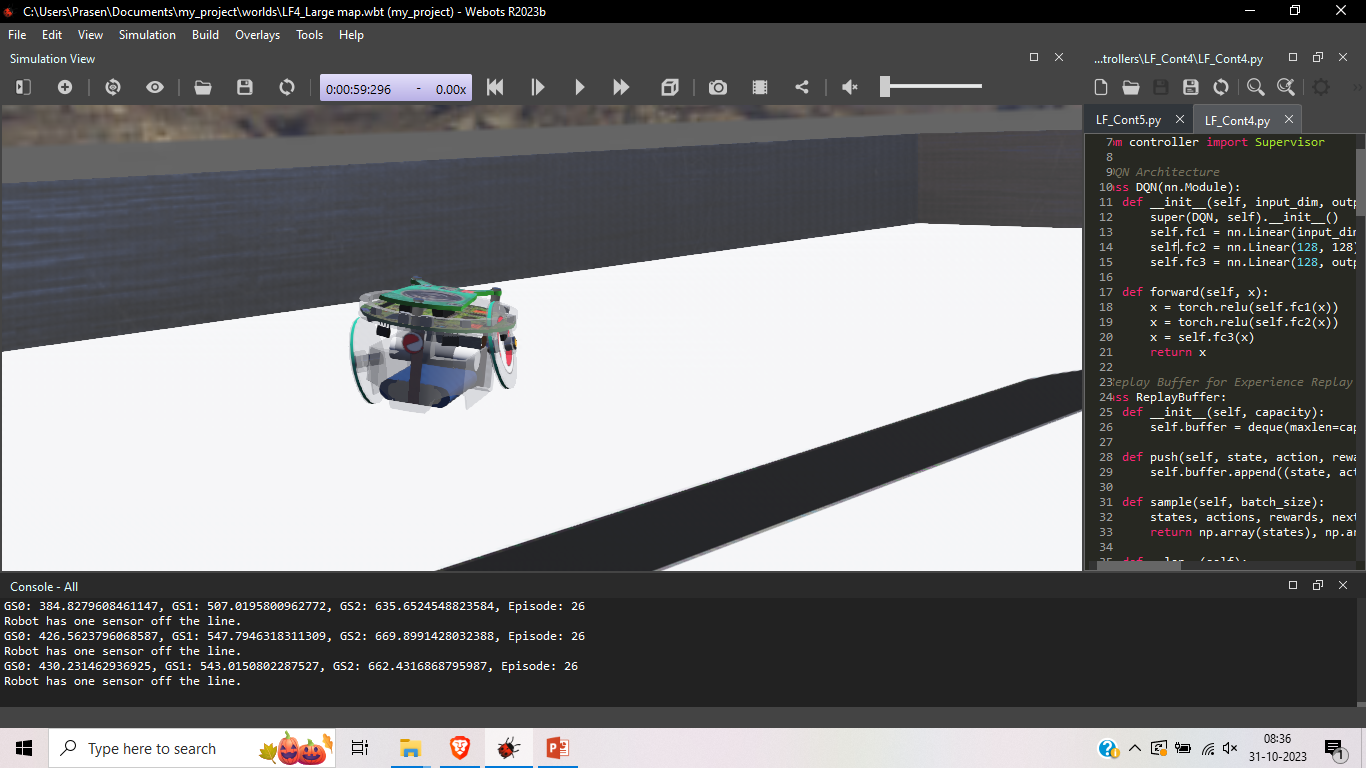 C:\Users\Prasen\Documents\my_project\worlds\LF4_Large map.wbt (my_project) - Webots R2023b
File Edit View Simulation Build Overlays Tools Help
Simulation View
0:00:59:296 - 0.00x
...trollers\LF_Cont4\LF_Cont4.py
LF_Cont5.py LF_Cont4.py
7 m controller import Supervisor
8
9 QN Architecture
10 ss DQN(nn.Module):
11 def __init__(self, input_dim, outp
12 super(DQN, self).__init__()
13 self.fc1 = nn.Linear(input_dim
14 self.fc2 = nn.Linear(128, 128)
15 self.fc3 = nn.Linear(128, outp
16
17 def forward(self, x):
18 x = torch.relu(self.fc1(x))
19 x = torch.relu(self.fc2(x))
20 x = self.fc3(x)
21 return x
22
23 eplay Buffer for Experience Replay
24 ss ReplayBuffer:
25 def __init__(self, capacity):
26 self.buffer = deque(maxlen=cap
27
28 def push(self, state, action, rewa
29 self.buffer.append((state, act
30
31 def sample(self, batch_size):
32 states, actions, rewards, next
33 return np.array(states), np.ar
34
Console - All
GS0: 384.8279608461147, GS1: 507.0195800962772, GS2: 635.6524548823584, Episode: 26
Robot has one sensor off the line.
GS0: 426.5623796068587, GS1: 547.7946318311309, GS2: 669.8991428032388, Episode: 26
Robot has one sensor off the line.
GS0: 430.231462936925, GS1: 543.0150802287527, GS2: 662.4316868795987, Episode: 26
Robot has one sensor off the line.
Type here to search
08:36
31-10-2023
1